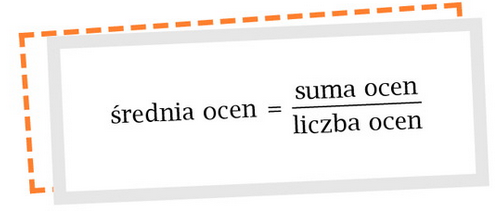 średnia ocen = suma ocen
liczba ocen